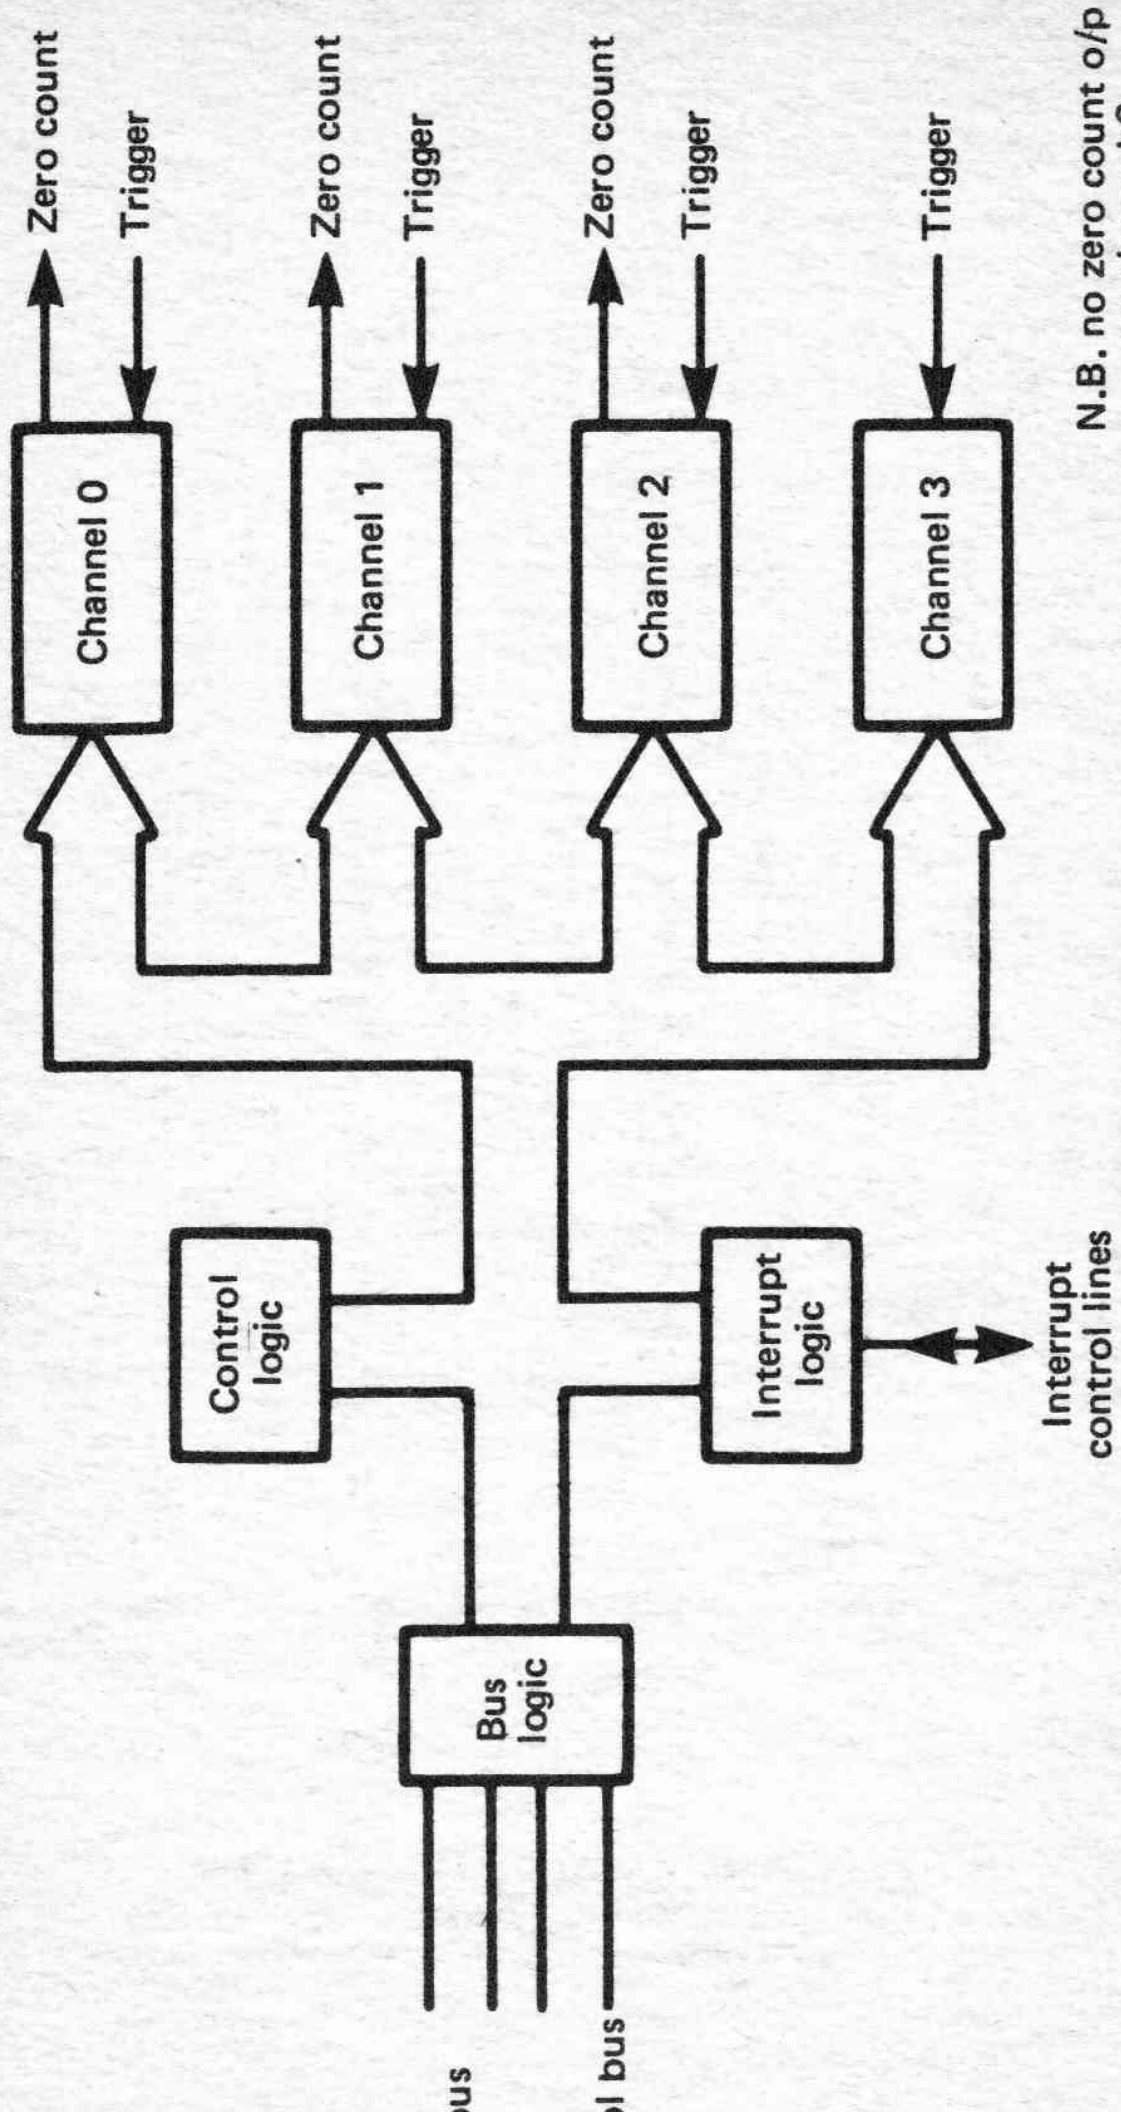 Zero count
Trigger
Channel 0
Zero count
Trigger
Channel 1
Zero count
Trigger
Channel 2
Trigger
Channel 3
Control
logic
Interrupt
logic
Interrupt
control lines
Bus
logic
bus
ol bus
N.B. no zero count o/p